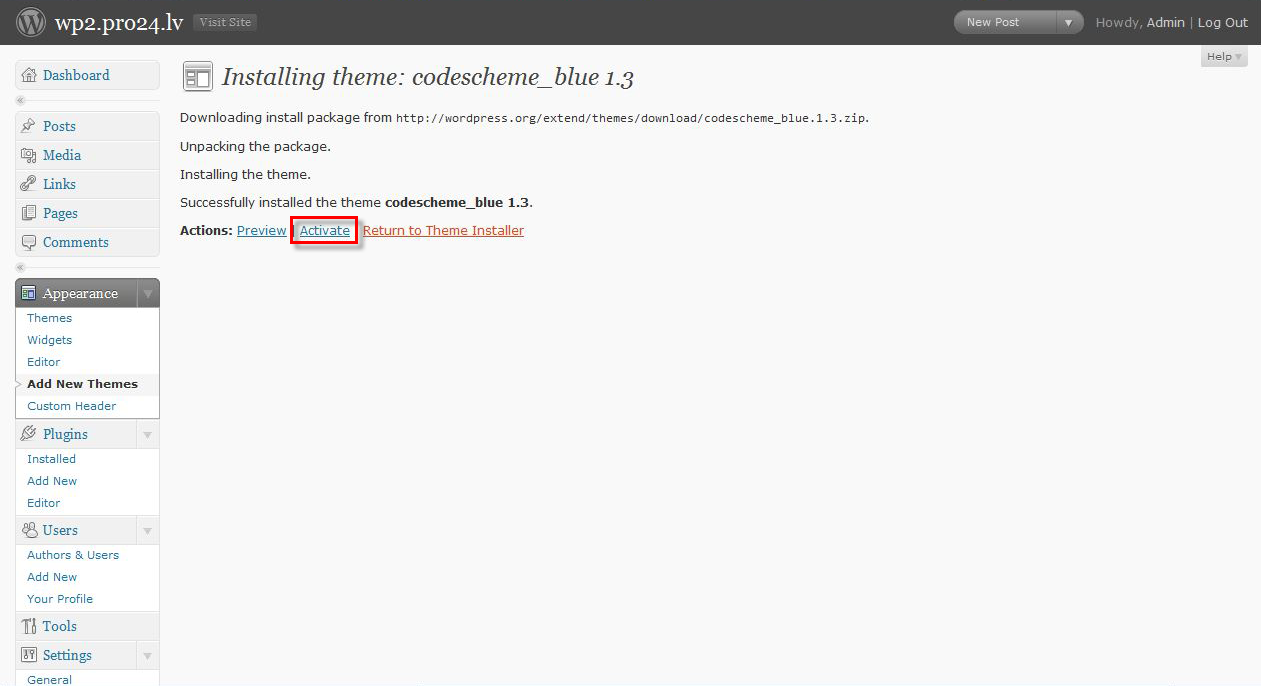 wp2.pro24.lv Visit Site New Post Howdy, Admin | Log Out
Help
Dashboard
Posts
Media
Links
Pages
Comments
Appearance
Themes
Widgets
Editor
Add New Themes
Custom Header
Plugins
Installed
Add New
Editor
Users
Authors & Users
Add New
Your Profile
Tools
Settings
General
Installing theme: codescheme_blue 1.3
Downloading install package from http://wordpress.org/extend/themes/download/codescheme_blue.1.3.zip.
Unpacking the package.
Installing the theme.
Successfully installed the theme codescheme_blue 1.3.
Actions: Preview | Activate Return to Theme Installer